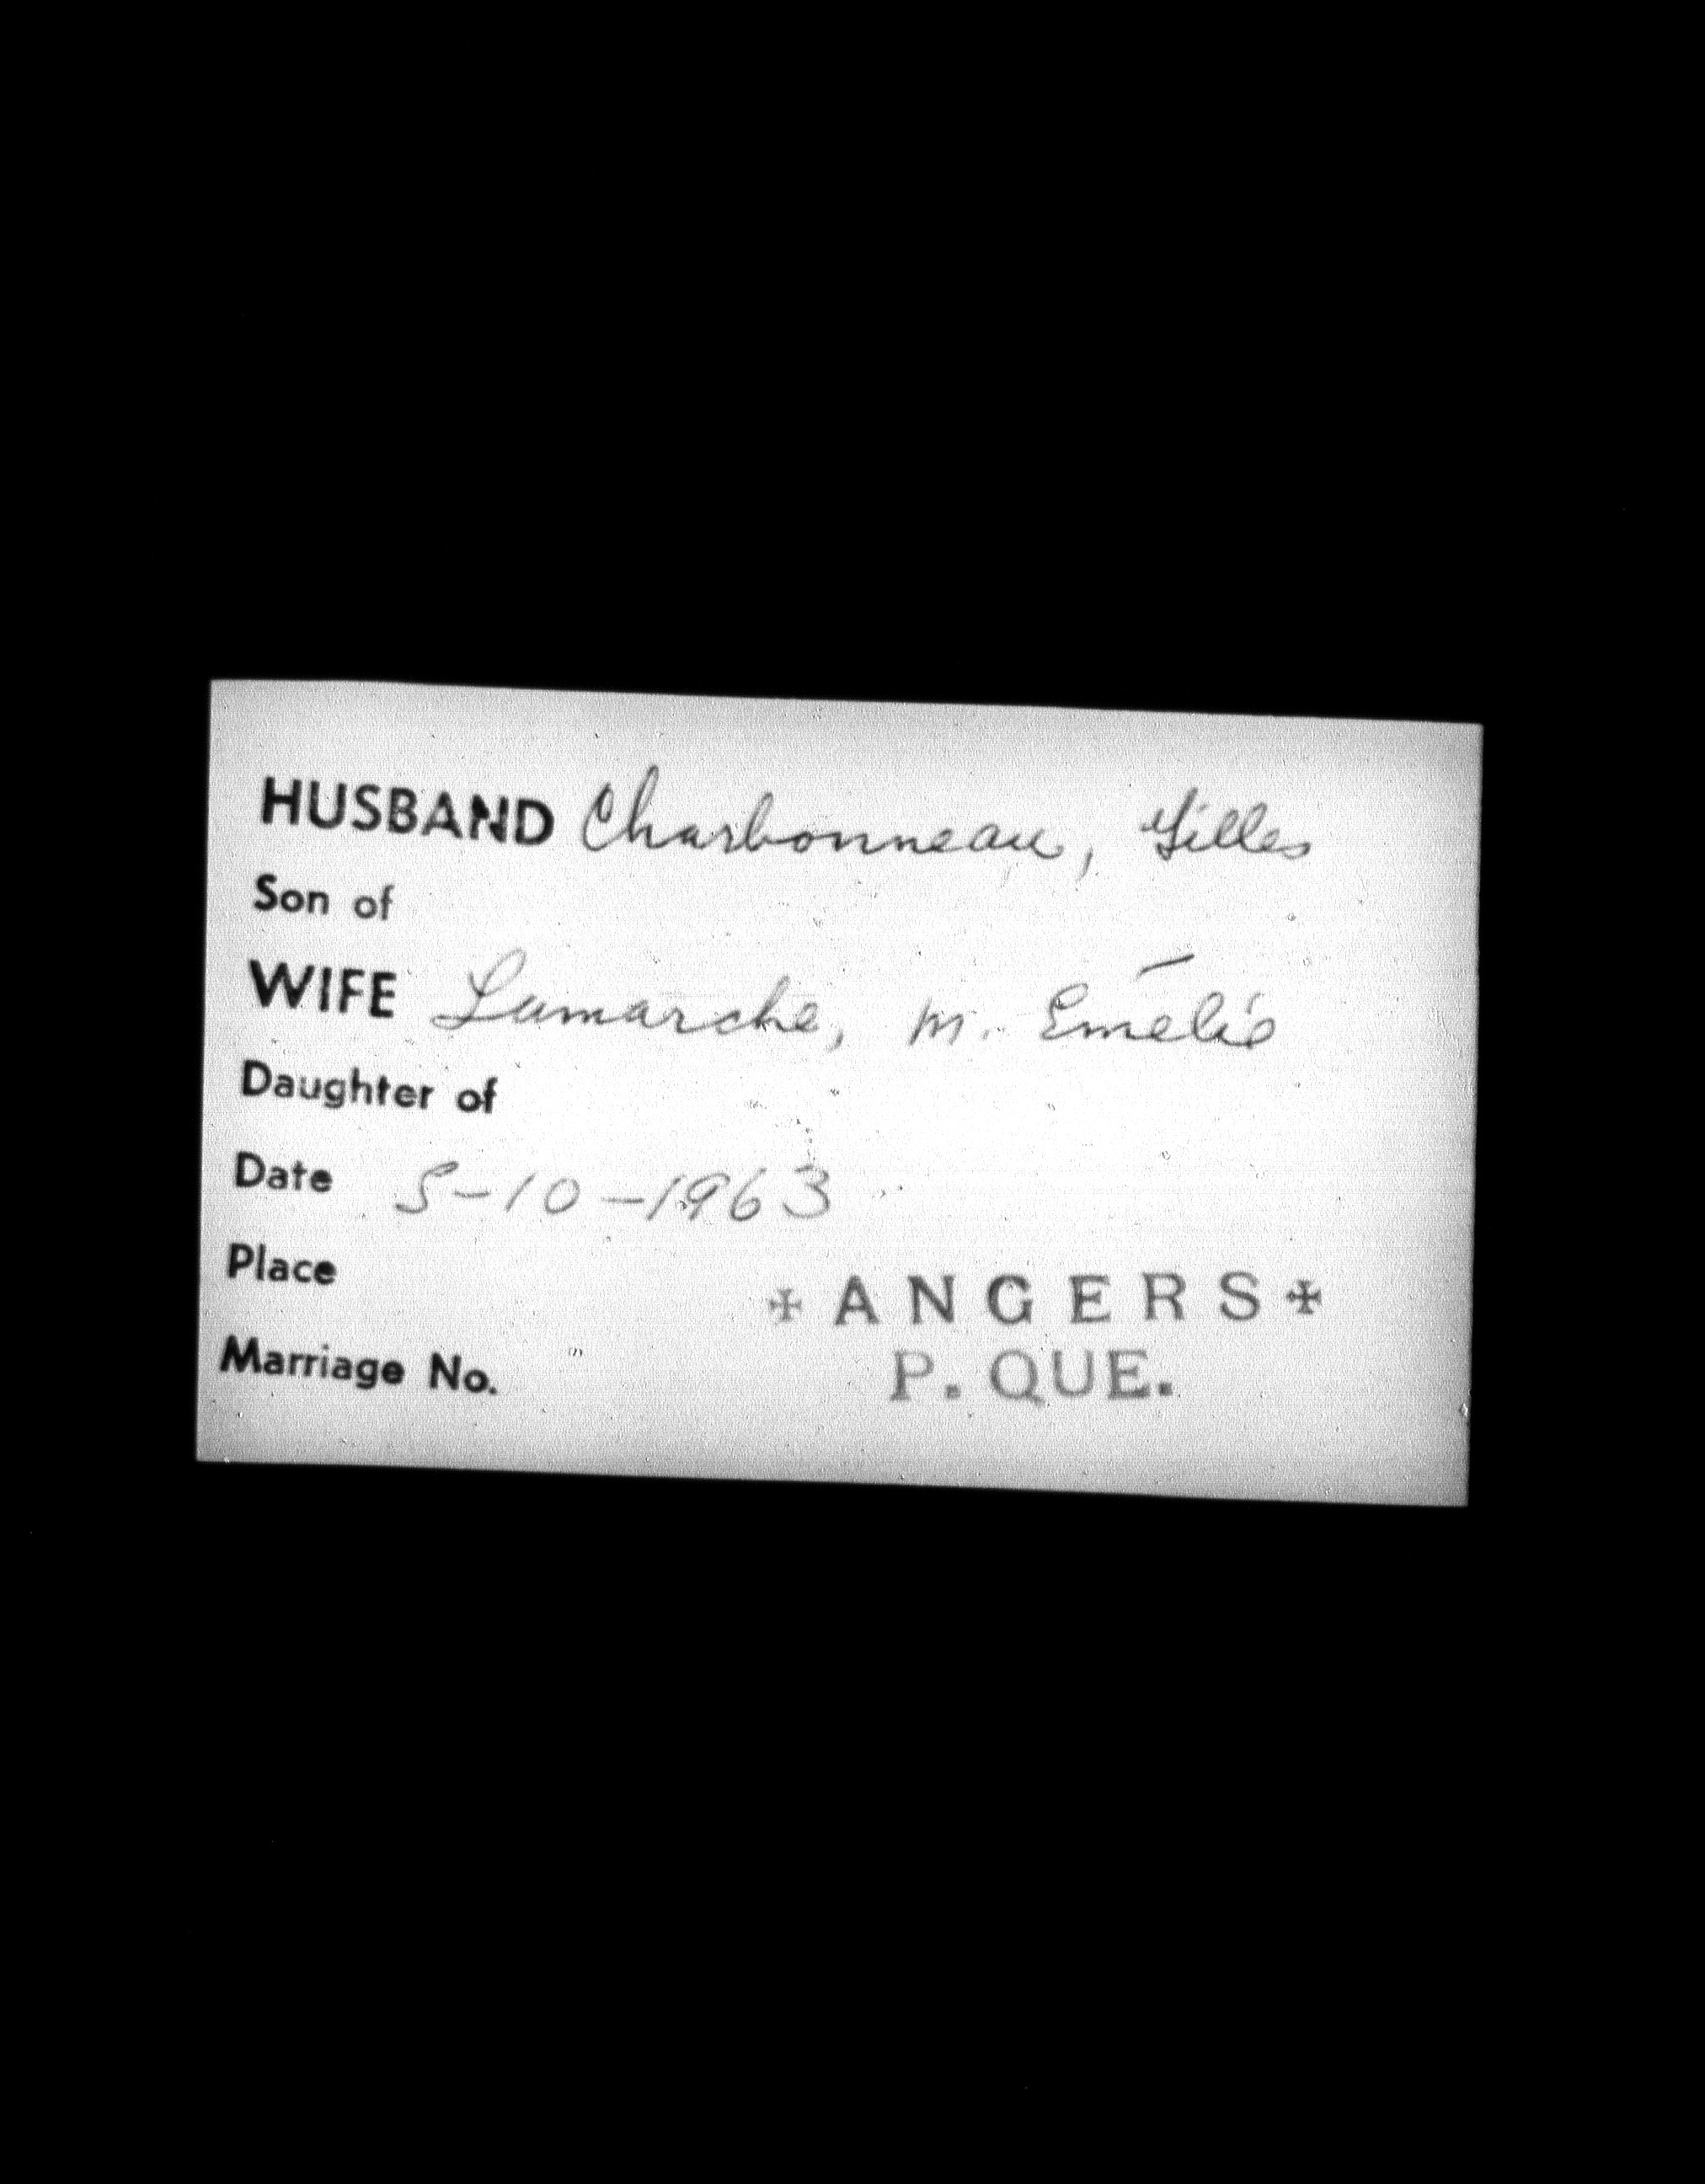 HUSBAND Charbonneau, Gilles
Son of
WIFE Lamarche, M. Emélie
Daughter of
Date 5-10-1963
Place
✠ ANGERS ✠
Marriage No.
P. QUE.